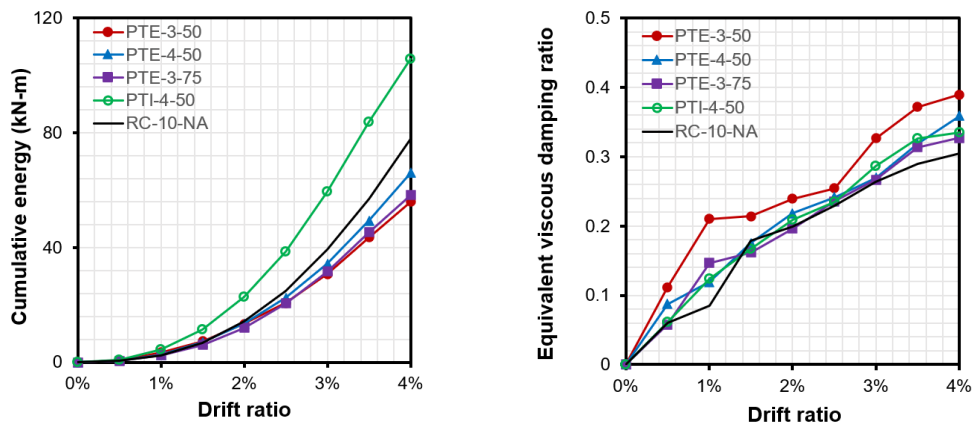 120
80
40
0
Cumulative energy (kN-m)
PTE-3-50
PTE-4-50
PTE-3-75
PTI-4-50
RC-10-NA
0% 1% 2% 3% 4%
Drift ratio
0.5
0.4
0.3
0.2
0.1
0
Equivalent viscous damping ratio
PTE-3-50
PTE-4-50
PTE-3-75
PTI-4-50
RC-10-NA
0% 1% 2% 3% 4%
Drift ratio